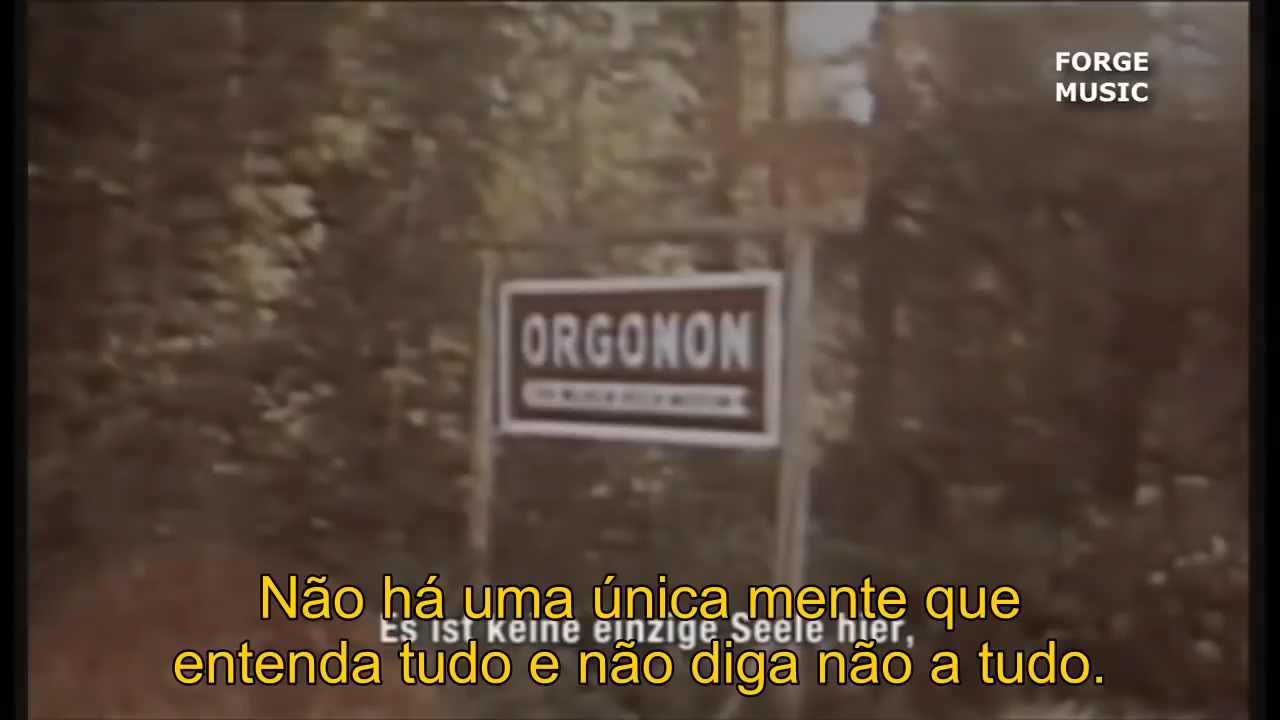 FORGE
MUSIC
ORGONON
Não há uma única mente que
Es ist keine einzige Seele hier,
entenda tudo e não diga não a tudo.